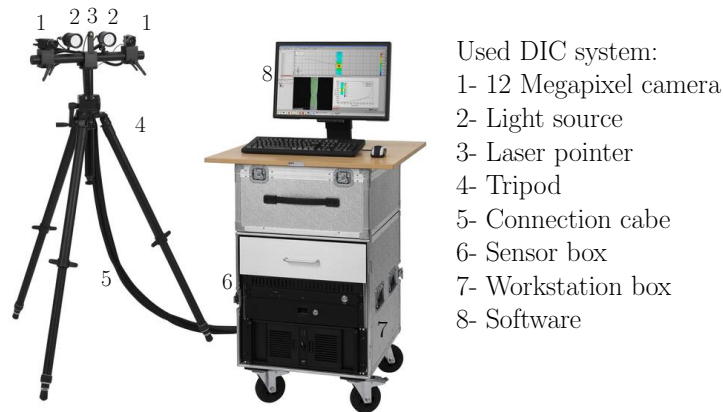 1
2
3
2
1
8
4
5
6
7
Used DIC system:
1- 12 Megapixel camera
2- Light source
3- Laser pointer
4- Tripod
5- Connection cabe
6- Sensor box
7- Workstation box
8- Software